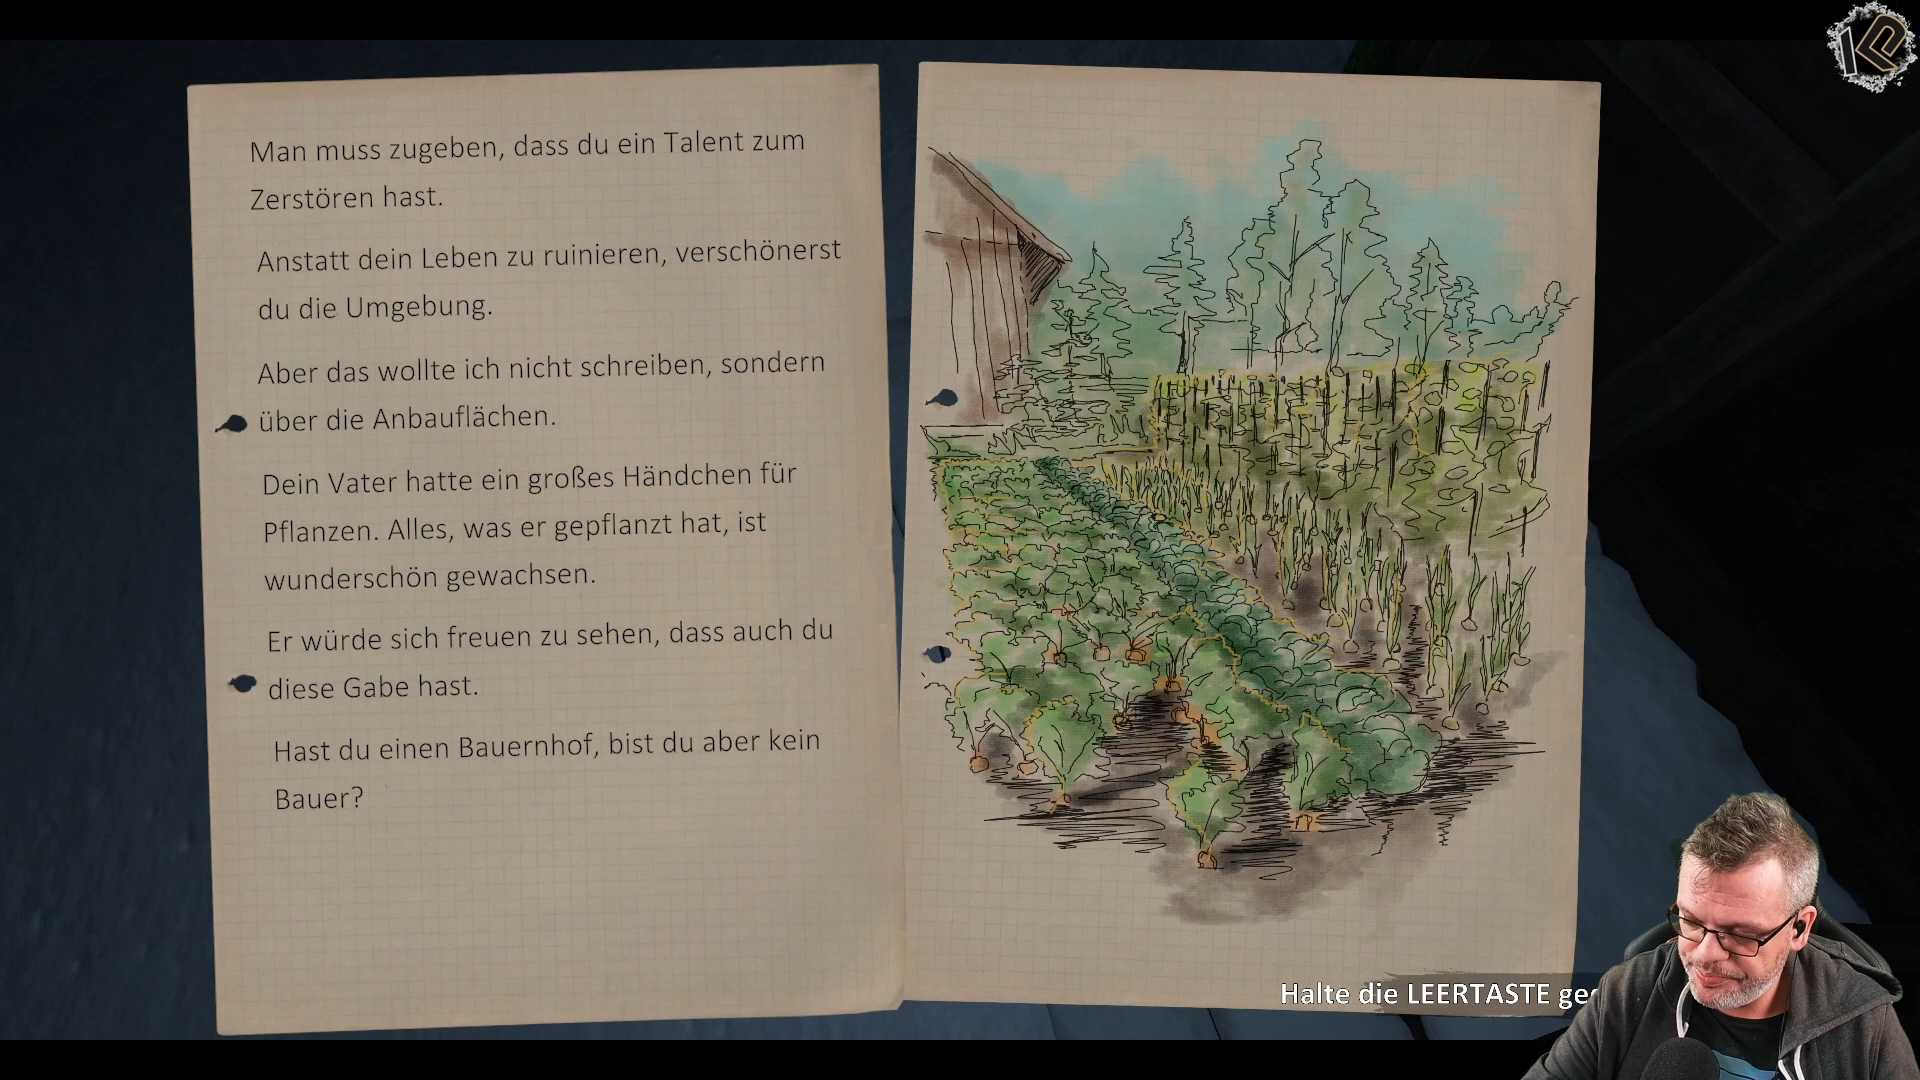 Man muss zugeben, dass du ein Talent zum
Zerstören hast.
Anstatt dein Leben zu ruinieren, verschönerst
du die Umgebung.
Aber das wollte ich nicht schreiben, sondern
über die Anbauflächen.
Dein Vater hatte ein großes Händchen für
Pflanzen. Alles, was er gepflanzt hat, ist
wunderschön gewachsen.
Er würde sich freuen zu sehen, dass auch du
diese Gabe hast.
Hast du einen Bauernhof, bist du aber kein
Bauer?
Halte die LEERTASTE